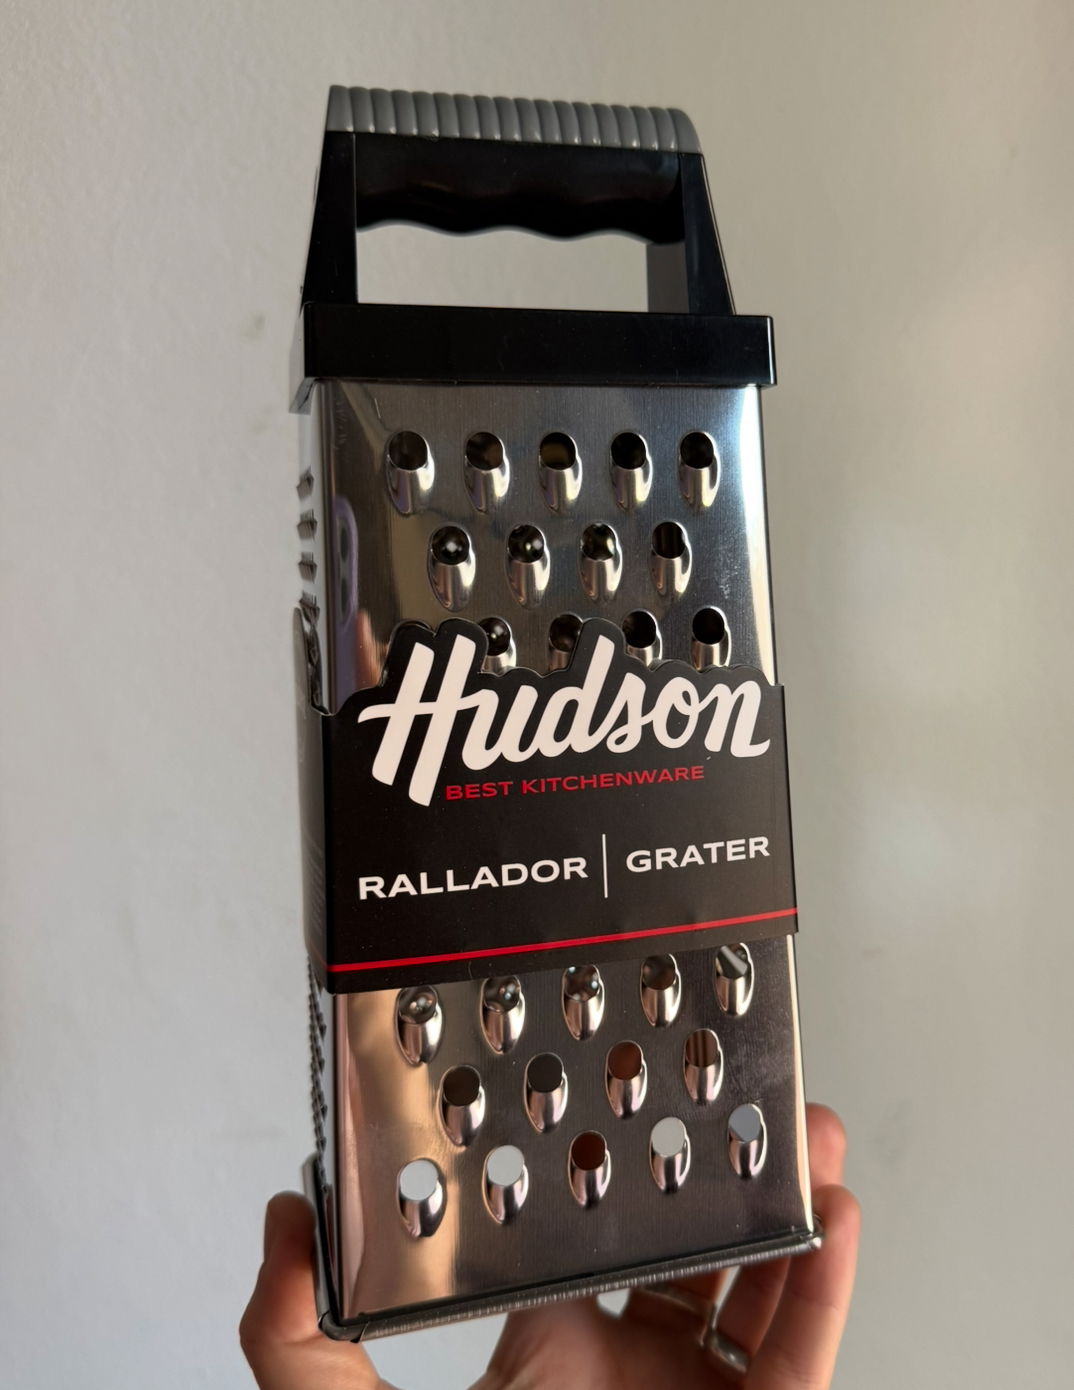 Hudson
BEST KITCHENWARE
RALLADOR | GRATER